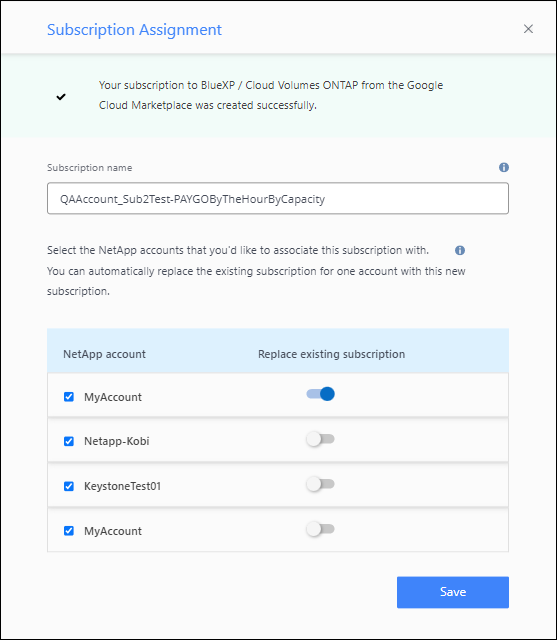 Subscription Assignment
Your subscription to BlueXP / Cloud Volumes ONTAP from the Google
Cloud Marketplace was created successfully.
Subscription name
QAAccount_Sub2Test-PAYGOByTheHourByCapacity
Select the NetApp accounts that you'd like to associate this subscription with.
You can automatically replace the existing subscription for one account with this new
subscription.
NetApp account Replace existing subscription
MyAccount
Netapp-Kobi
KeystoneTest01
MyAccount
Save